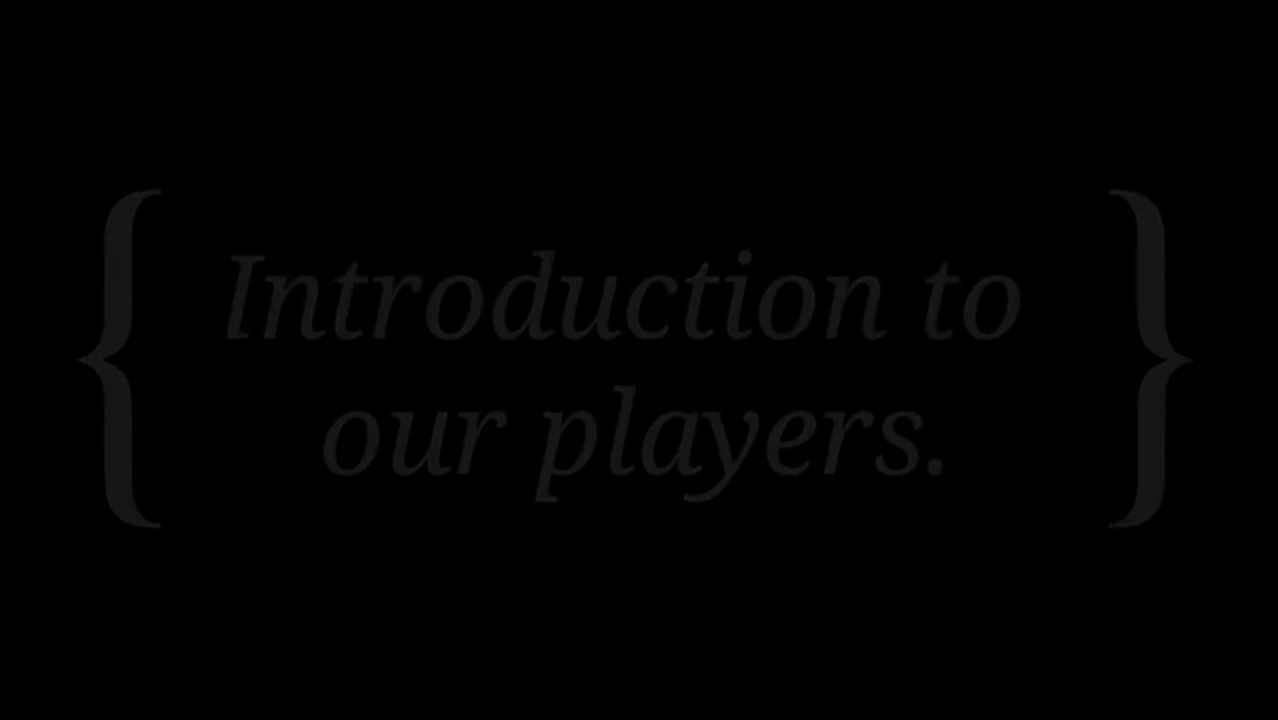 { Introduction to
our players. }